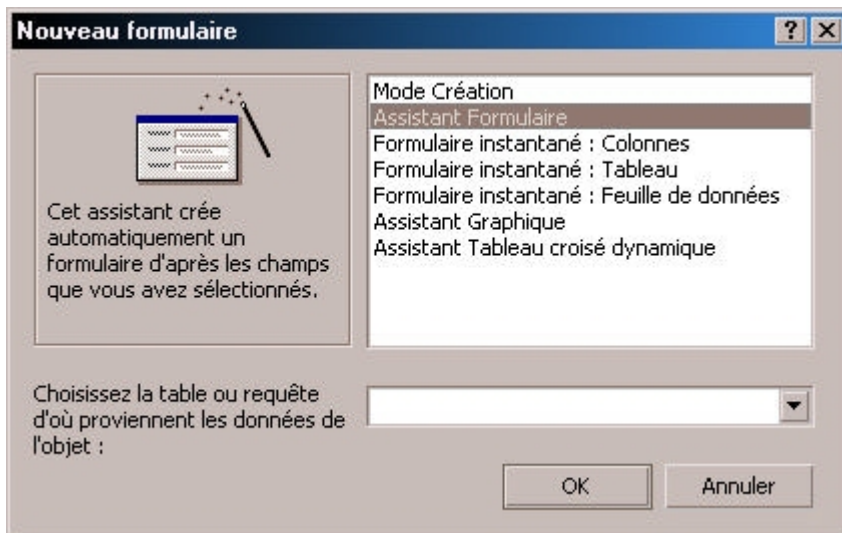 Nouveau formulaire
Cet assistant crée
automatiquement un
formulaire d'après les champs
que vous avez sélectionnés.
Mode Création
Assistant Formulaire
Formulaire instantané : Colonnes
Formulaire instantané : Tableau
Formulaire instantané : Feuille de données
Assistant Graphique
Assistant Tableau croisé dynamique
Choisissez la table ou requête
d'où proviennent les données de
l'objet :
OK
Annuler